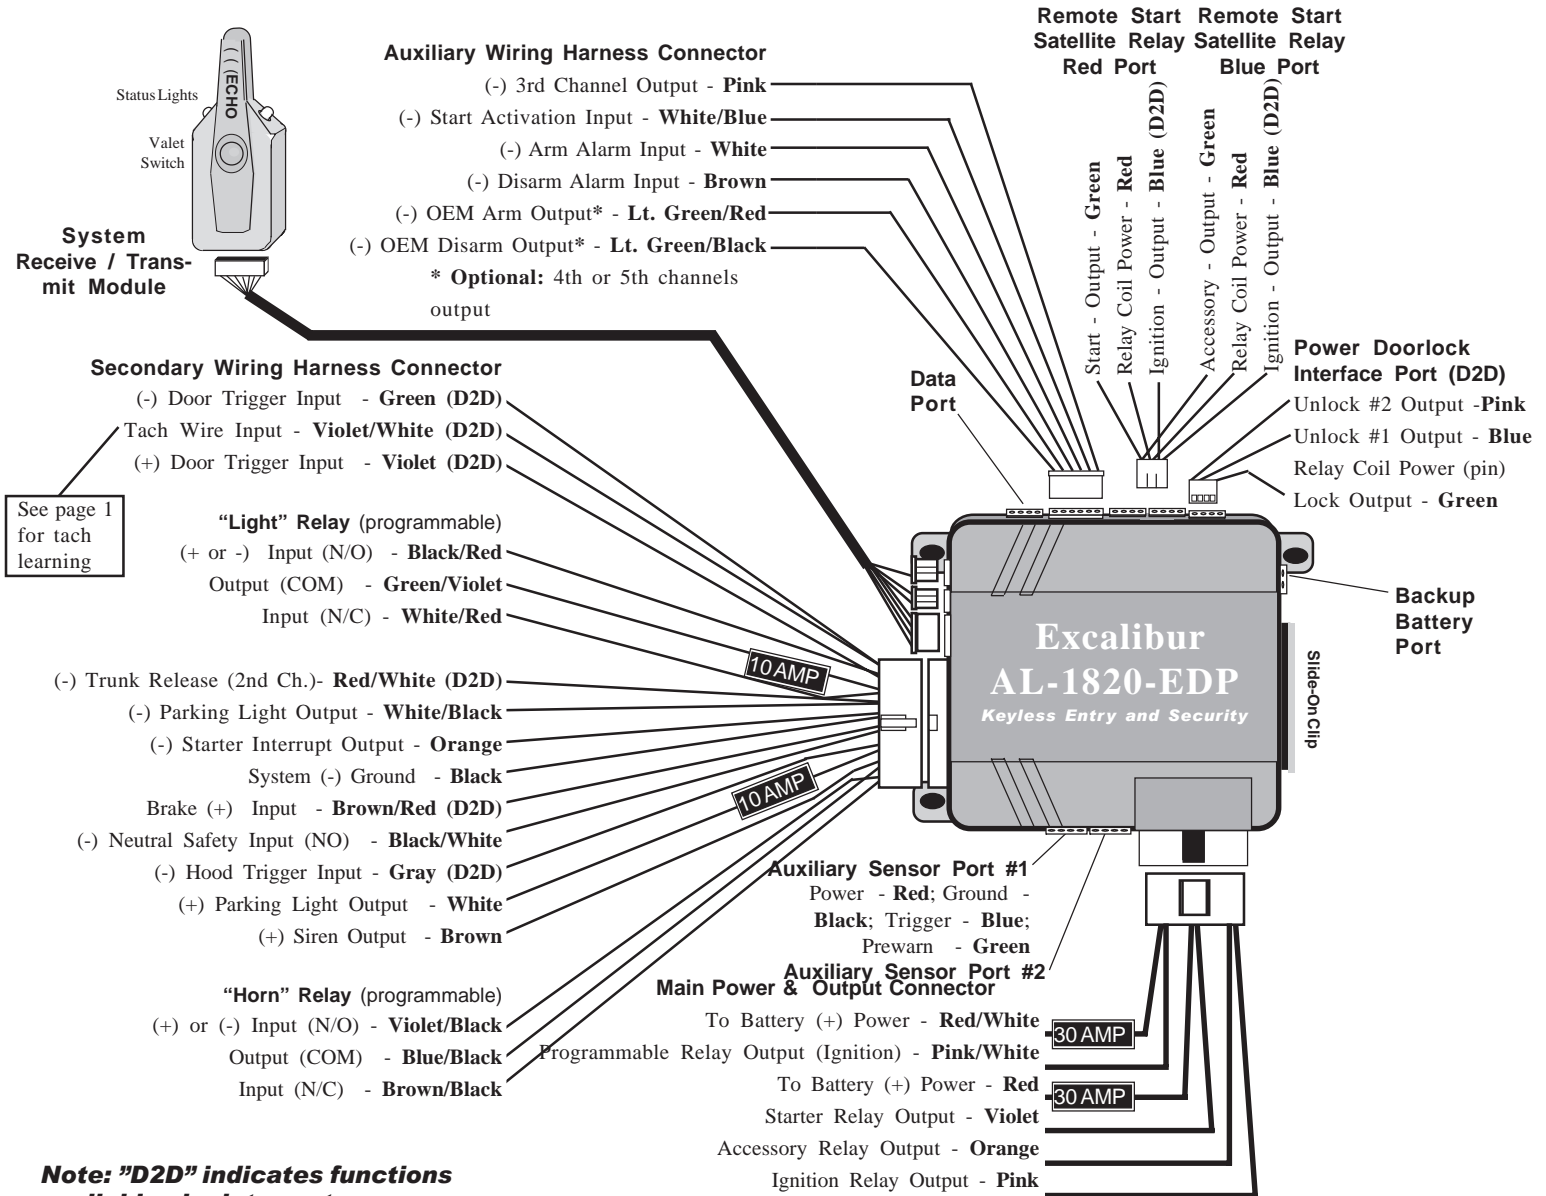 Remote Start
Satellite Relay
Red Port
Remote Start
Satellite Relay
Blue Port
Start - Output - Green
Relay Coil Power - Red
Ignition - Output - Blue (D2D)
Accessory - Output - Green
Relay Coil Power - Red
Ignition - Output - Blue (D2D)
(ECHO
Status Lights
Valet
Switch
System
Receive / Trans-
mit Module
Auxiliary Wiring Harness Connector
(-) 3rd Channel Output - Pink
(-) Start Activation Input - White/Blue
(-) Arm Alarm Input - White
(-) Disarm Alarm Input - Brown
(-) OEM Arm Output* - Lt. Green/Red
(-) OEM Disarm Output* - Lt. Green/Black
* Optional: 4th or 5th channels
output
Power Doorlock
Interface Port (D2D)
Unlock #2 Output -Pink
Unlock #1 Output - Blue
Relay Coil Power (pin)
Lock Output - Green
Data
Port
Secondary Wiring Harness Connector
(-) Door Trigger Input - Green (D2D)
Tach Wire Input - Violet/White (D2D)
(+) Door Trigger Input - Violet (D2D)
See page 1
for tach
learning
“Light” Relay (programmable)
(+ or -) Input (N/O) - Black/Red
Output (COM) - Green/Violet
Input (N/C) - White/Red
10 AMP
Backup
Battery
Port
Excalibur
AL-1820-EDP
Keyless Entry and Security
Slide-On Clip
(-) Trunk Release (2nd Ch.)- Red/White (D2D)
(-) Parking Light Output - White/Black
(-) Starter Interrupt Output - Orange
System (-) Ground - Black
Brake (+) Input - Brown/Red (D2D)
(-) Neutral Safety Input (NO) - Black/White
(-) Hood Trigger Input - Gray (D2D)
(+) Parking Light Output - White
(+) Siren Output - Brown
10 AMP
Auxiliary Sensor Port #1
Power - Red; Ground -
Black; Trigger - Blue;
Prewarn - Green
Auxiliary Sensor Port #2
“Horn” Relay (programmable)
(+) or (-) Input (N/O) - Violet/Black
Output (COM) - Blue/Black
Input (N/C) - Brown/Black
Main Power & Output Connector
To Battery (+) Power - Red/White
30 AMP
Programmable Relay Output (Ignition) - Pink/White
To Battery (+) Power - Red
30 AMP
Starter Relay Output - Violet
Accessory Relay Output - Orange
Ignition Relay Output - Pink
Note: ”D2D” indicates functions